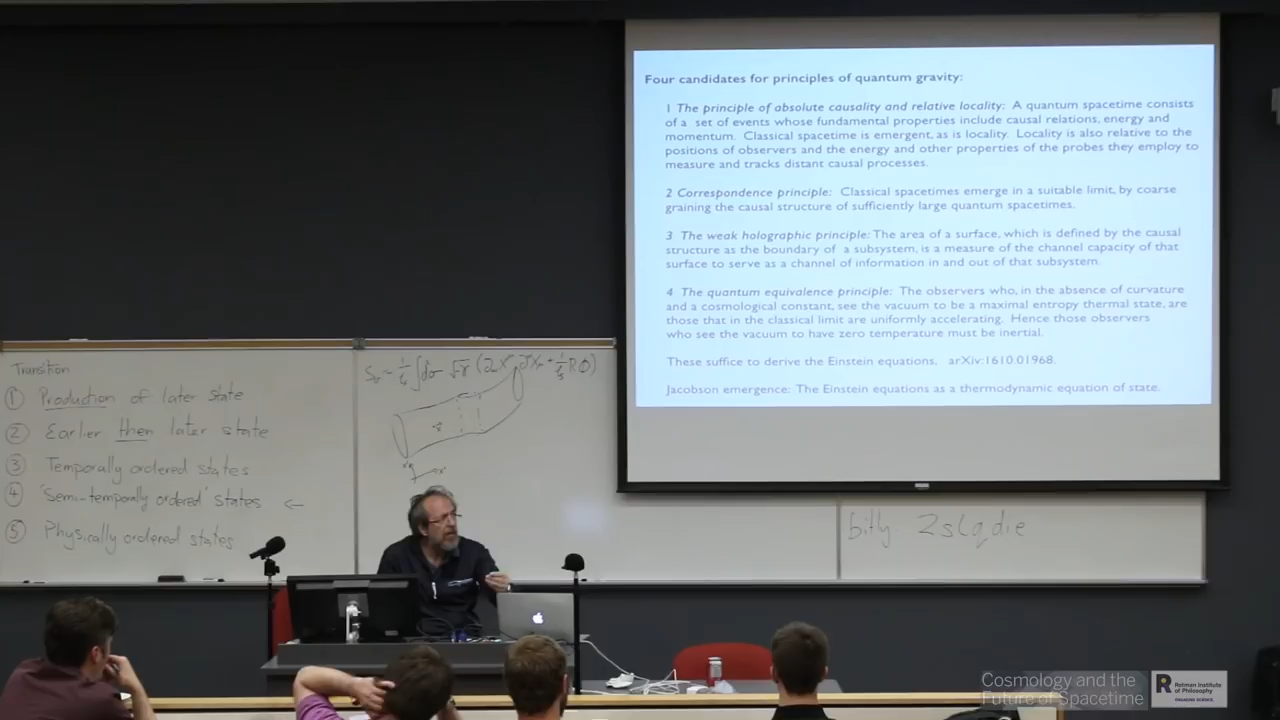 Four candidates for principles of quantum gravity:
1 The principle of absolute causality and relative locality: A quantum spacetime consists
of a set of events whose fundamental properties include causal relations, energy and
momentum. Classical spacetime is emergent, as is locality. Locality is also relative to the
positions of observers and the energy and other properties of the probes they employ to
measure and tracks distant causal processes.
2 Correspondence principle: Classical spacetimes emerge in a suitable limit, by coarse
graining the causal structure of sufficiently large quantum spacetimes.
3 The weak holographic principle: The area of a surface, which is defined by the causal
structure as the boundary of a subsystem, is a measure of the channel capacity of that
surface to serve as a channel of information in and out of that subsystem.
4 The quantum equivalence principle: The observers who, in the absence of curvature
and a cosmological constant, see the vacuum to be a maximal entropy thermal state, are
those that in the classical limit are uniformly accelerating. Hence those observers
who see the vacuum to have zero temperature must be inertial.
These suffice to derive the Einstein equations, arXiv:1610.01968.
Jacobson emergence: The Einstein equations as a thermodynamic equation of state.
Transition
① Production of later state
② Earlier then later state
③ Temporally ordered states
④ 'Semi-temporally ordered' states ←
⑤ Physically ordered states
bitly
Cosmology and the
Future of Spacetime
R Rotman Institute
of Philosophy
ENGAGING SCIENCE